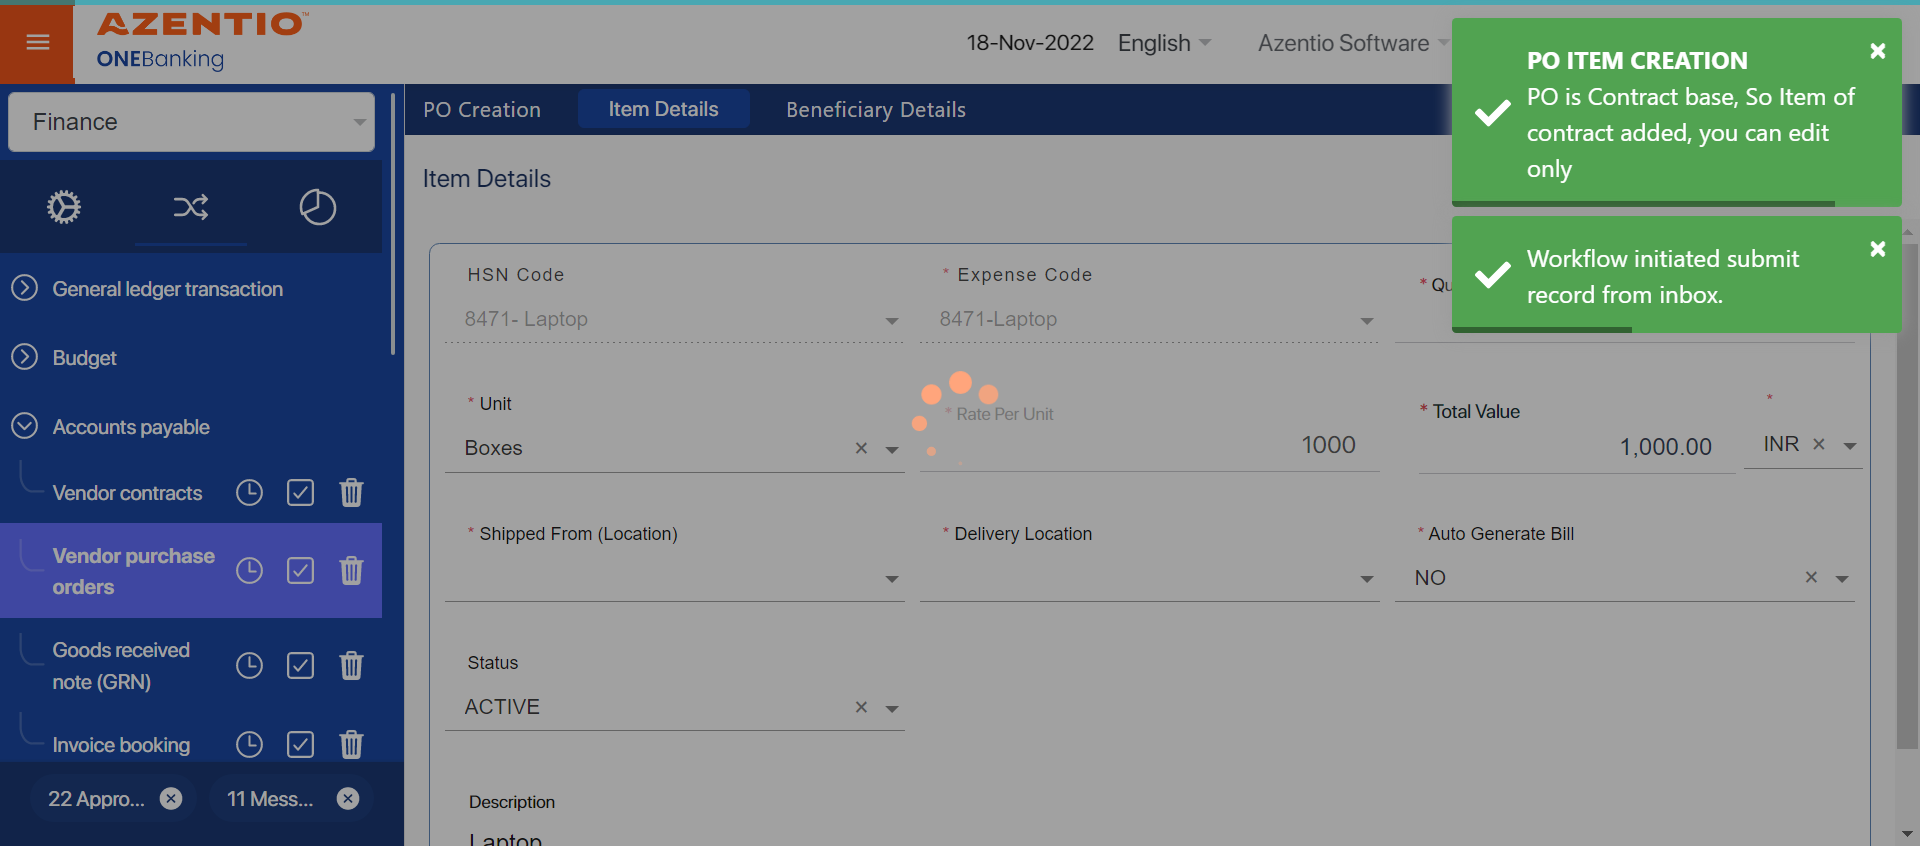 AZENTIO™
ONEBanking
18-Nov-2022
English
Azentio Software
Finance
General ledger transaction
Budget
Accounts payable
Vendor contracts
Vendor purchase
orders
Goods received
note (GRN)
Invoice booking
22 Appro...
11 Mess...
PO Creation
Item Details
Beneficiary Details
Item Details
HSN Code
8471- Laptop
* Expense Code
8471-Laptop
* Qu
* Unit
Boxes
* Rate Per Unit
1000
* Total Value
1,000.00
*
INR
* Shipped From (Location)
* Delivery Location
* Auto Generate Bill
NO
Status
ACTIVE
Description
Laptop
PO ITEM CREATION
PO is Contract base, So Item of
contract added, you can edit
only
Workflow initiated submit
record from inbox.